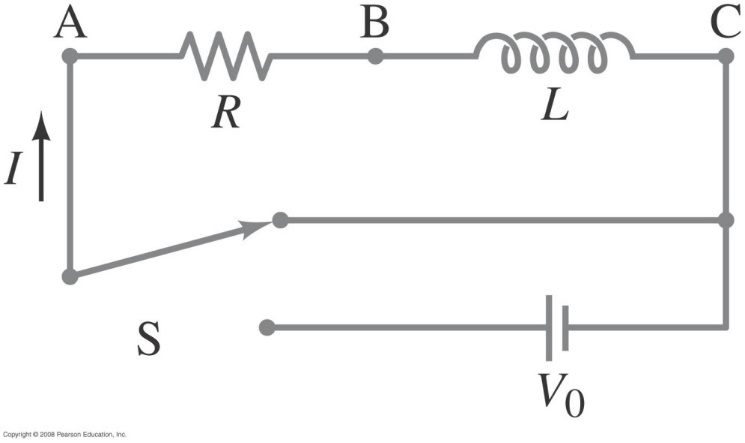 A B C
R L
I
S
V0
Copyright © 2008 Pearson Education, Inc.